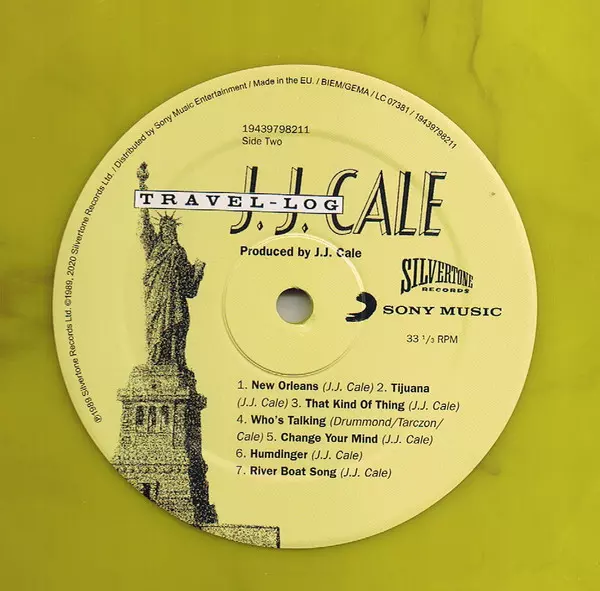 ℗1989 Silvertone Records Ltd. ©1989, 2020 Silvertone Records Ltd. / Distributed by Sony Music Entertainment / Made in the EU. / BIEM/GEMA / LC 07381 / 19439798211
19439798211
Side Two
TRAVEL-LOG
J.J. CALE
Produced by J.J. Cale
SILVERTONE
RECORDS
SONY MUSIC
33 1/3 RPM
1. New Orleans (J.J. Cale) 2. Tijuana
(J.J. Cale) 3. That Kind Of Thing (J.J. Cale)
4. Who's Talking (Drummond/Tarczon/
Cale) 5. Change Your Mind (J.J. Cale)
6. Humdinger (J.J. Cale)
7. River Boat Song (J.J. Cale)